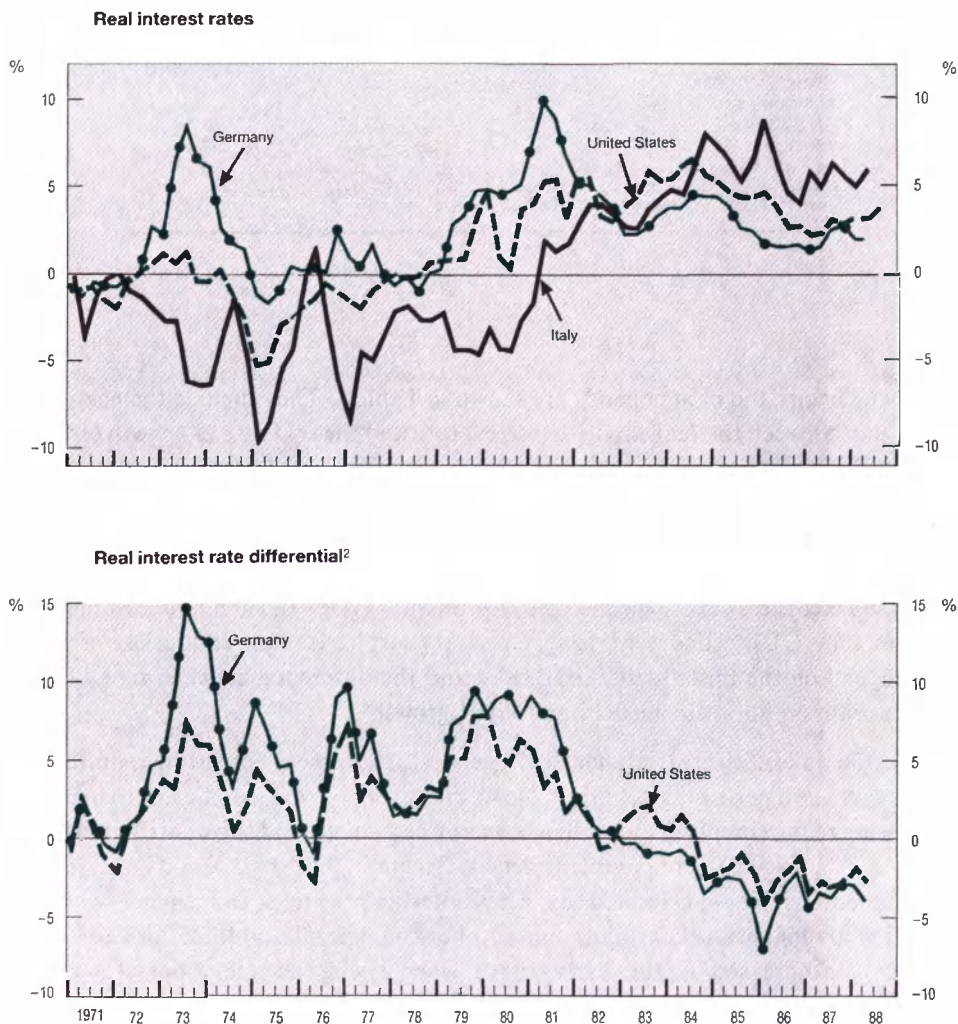 Real interest rates
% %
10 10
Germany
United States
5 5
0 0
Italy
-5 -5
-10 -10
Real interest rate differential²
% %
15 15
Germany
10 10
5 5
United States
0 0
-5 -5
-10 -10
1971 72 73 74 75 76 77 78 79 80 81 82 83 84 85 86 87 88